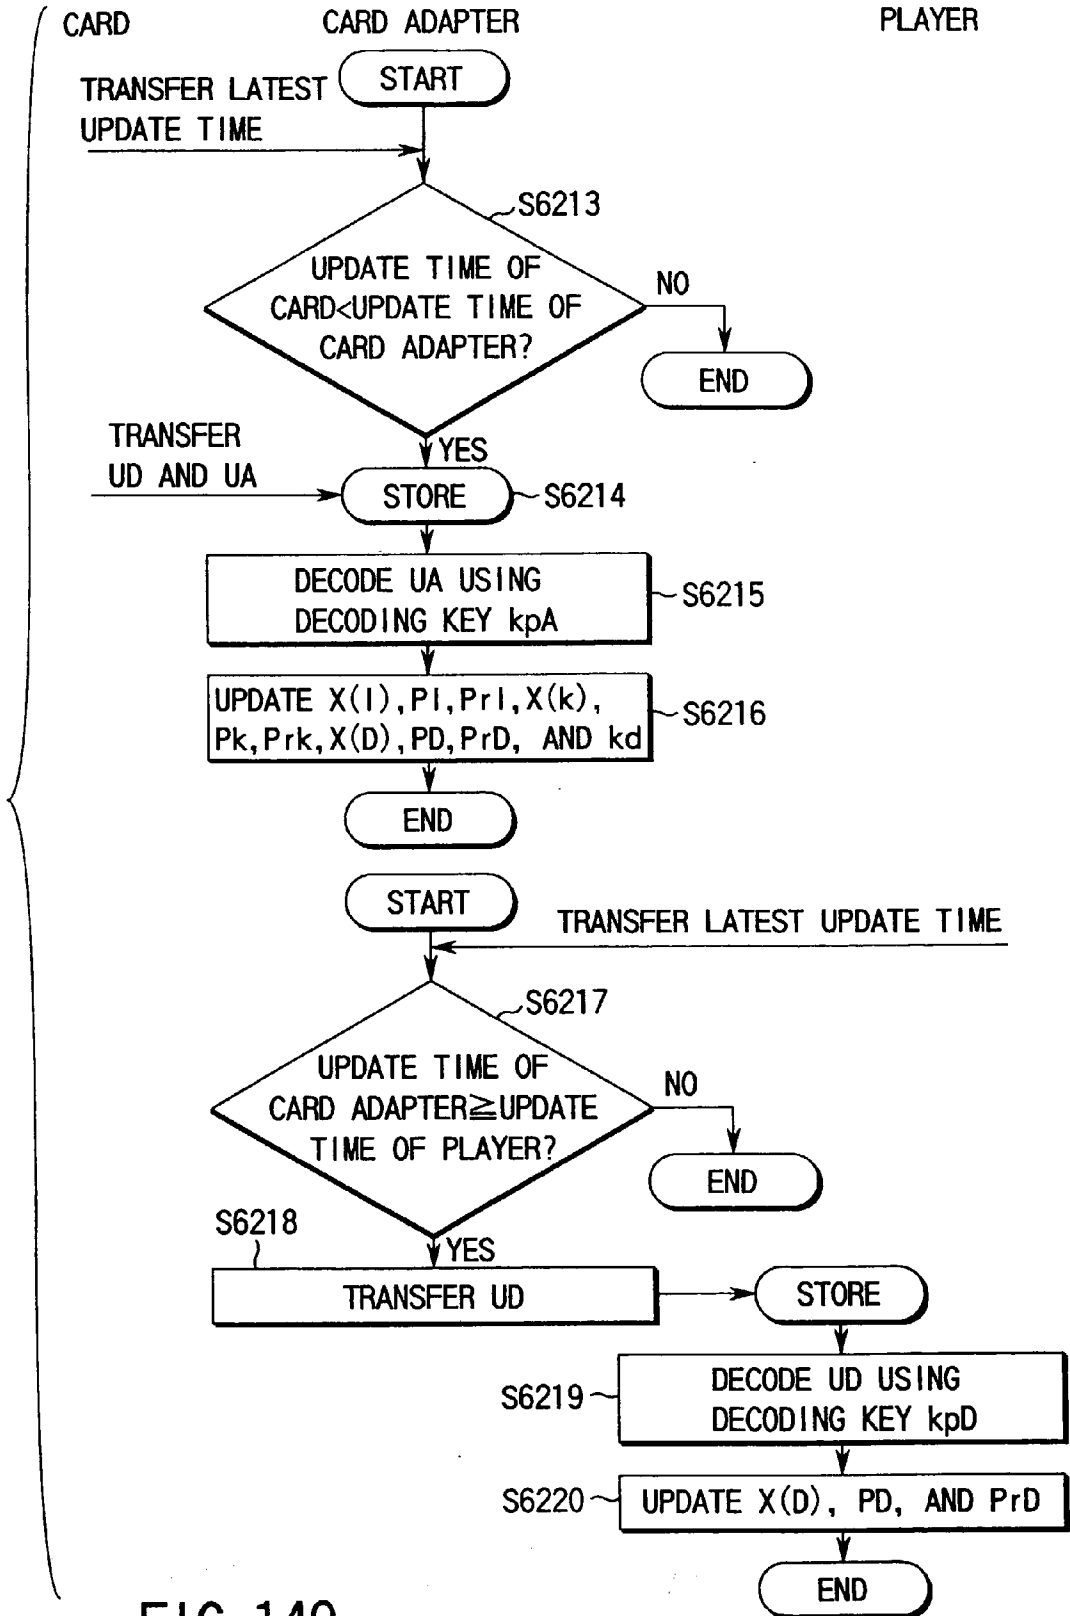 CARD
CARD ADAPTER
PLAYER
START
TRANSFER LATEST
UPDATE TIME
S6213
UPDATE TIME OF
CARD<UPDATE TIME OF
CARD ADAPTER?
NO
END
YES
TRANSFER
UD AND UA
STORE
S6214
DECODE UA USING
DECODING KEY kpA
S6215
UPDATE X(I),PI,PrI,X(k),
Pk,Prk,X(D),PD,PrD, AND kd
S6216
END
START
TRANSFER LATEST UPDATE TIME
S6217
UPDATE TIME OF
CARD ADAPTER≧UPDATE
TIME OF PLAYER?
NO
END
YES
S6218
TRANSFER UD
STORE
DECODE UD USING
DECODING KEY kpD
S6219
S6220
UPDATE X(D), PD, AND PrD
END